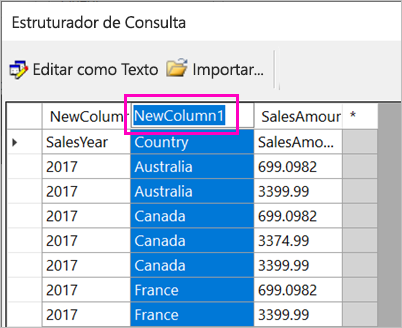 Estruturador de Consulta
Editar como Texto Importar...
NewColumn NewColumn1 SalesAmour *
SalesYear Country SalesAmo...
2017 Australia 699.0982
2017 Australia 3399.99
2017 Canada 699.0982
2017 Canada 3374.99
2017 Canada 3399.99
2017 France 699.0982
2017 France 3399.99